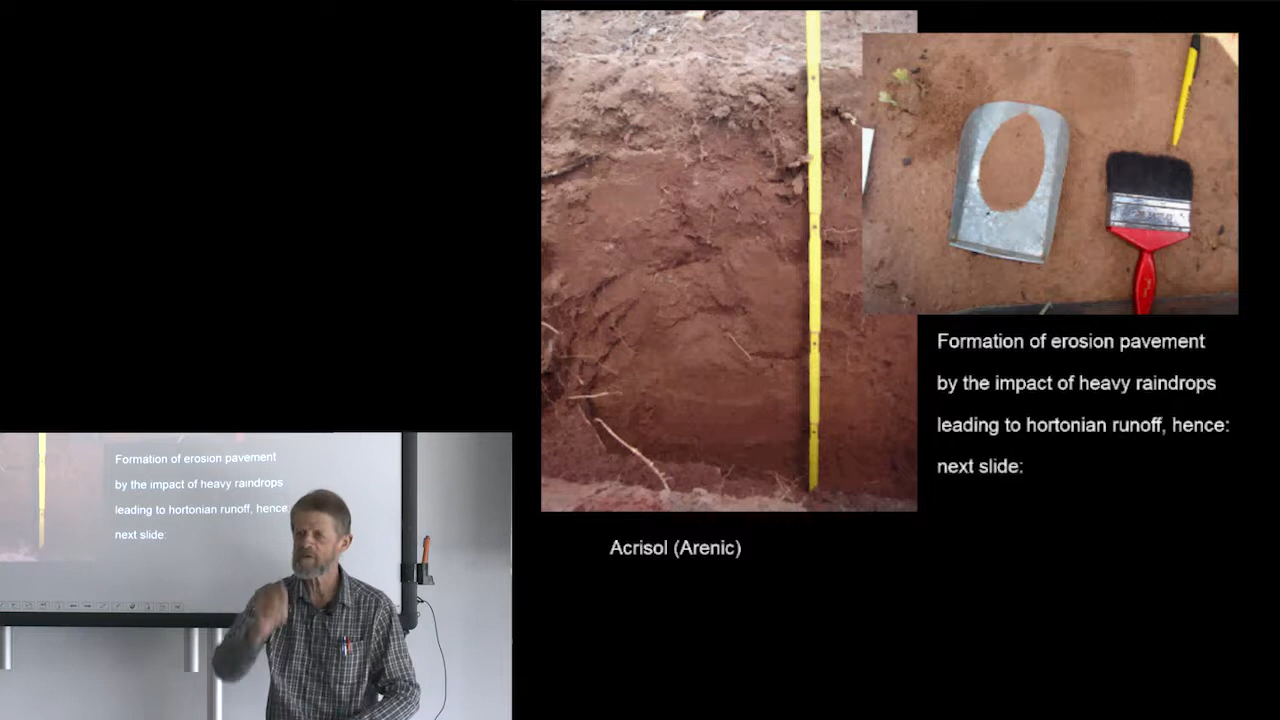 Formation of erosion pavement
by the impact of heavy raindrops
leading to hortonian runoff, hence:
next slide:
Acrisol (Arenic)
Formation of erosion pavement
by the impact of heavy raindrops
leading to hortonian runoff, hence
next slide: